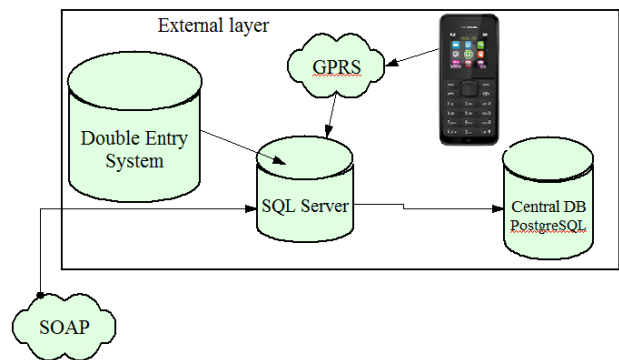 External layer
GPRS
Double Entry
System
SQL Server
Central DB
PostgreSQL
SOAP